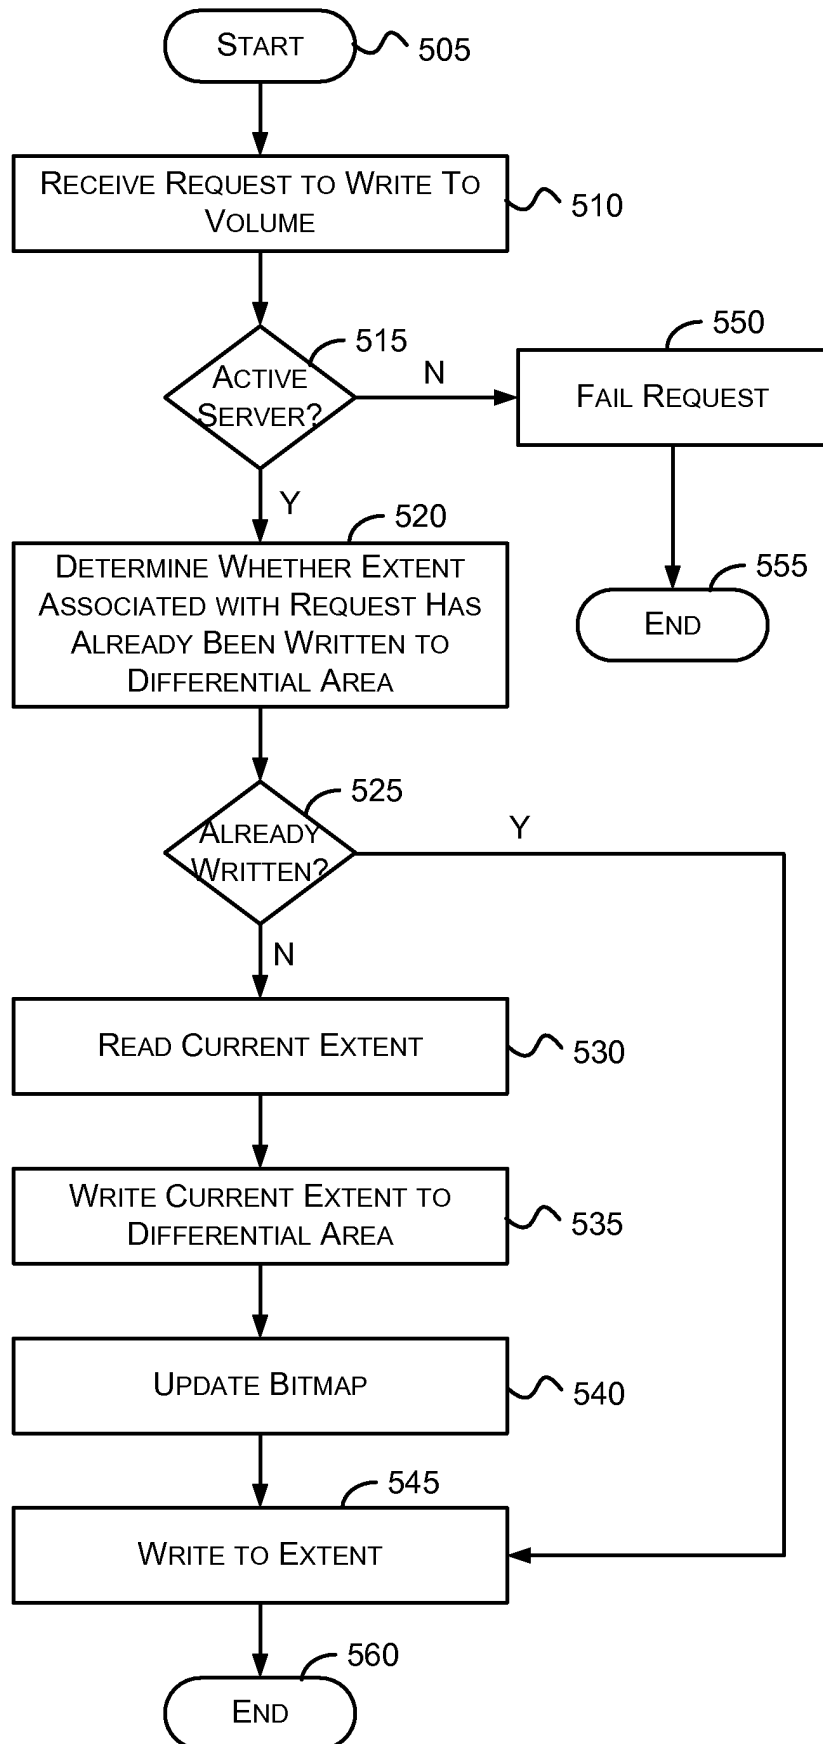 START
505
RECEIVE REQUEST TO WRITE TO
VOLUME
510
515
ACTIVE
SERVER?
N
550
FAIL REQUEST
Y
520
DETERMINE WHETHER EXTENT
ASSOCIATED WITH REQUEST HAS
ALREADY BEEN WRITTEN TO
DIFFERENTIAL AREA
555
END
525
ALREADY
WRITTEN?
Y
N
READ CURRENT EXTENT
530
WRITE CURRENT EXTENT TO
DIFFERENTIAL AREA
535
UPDATE BITMAP
540
545
WRITE TO EXTENT
560
END